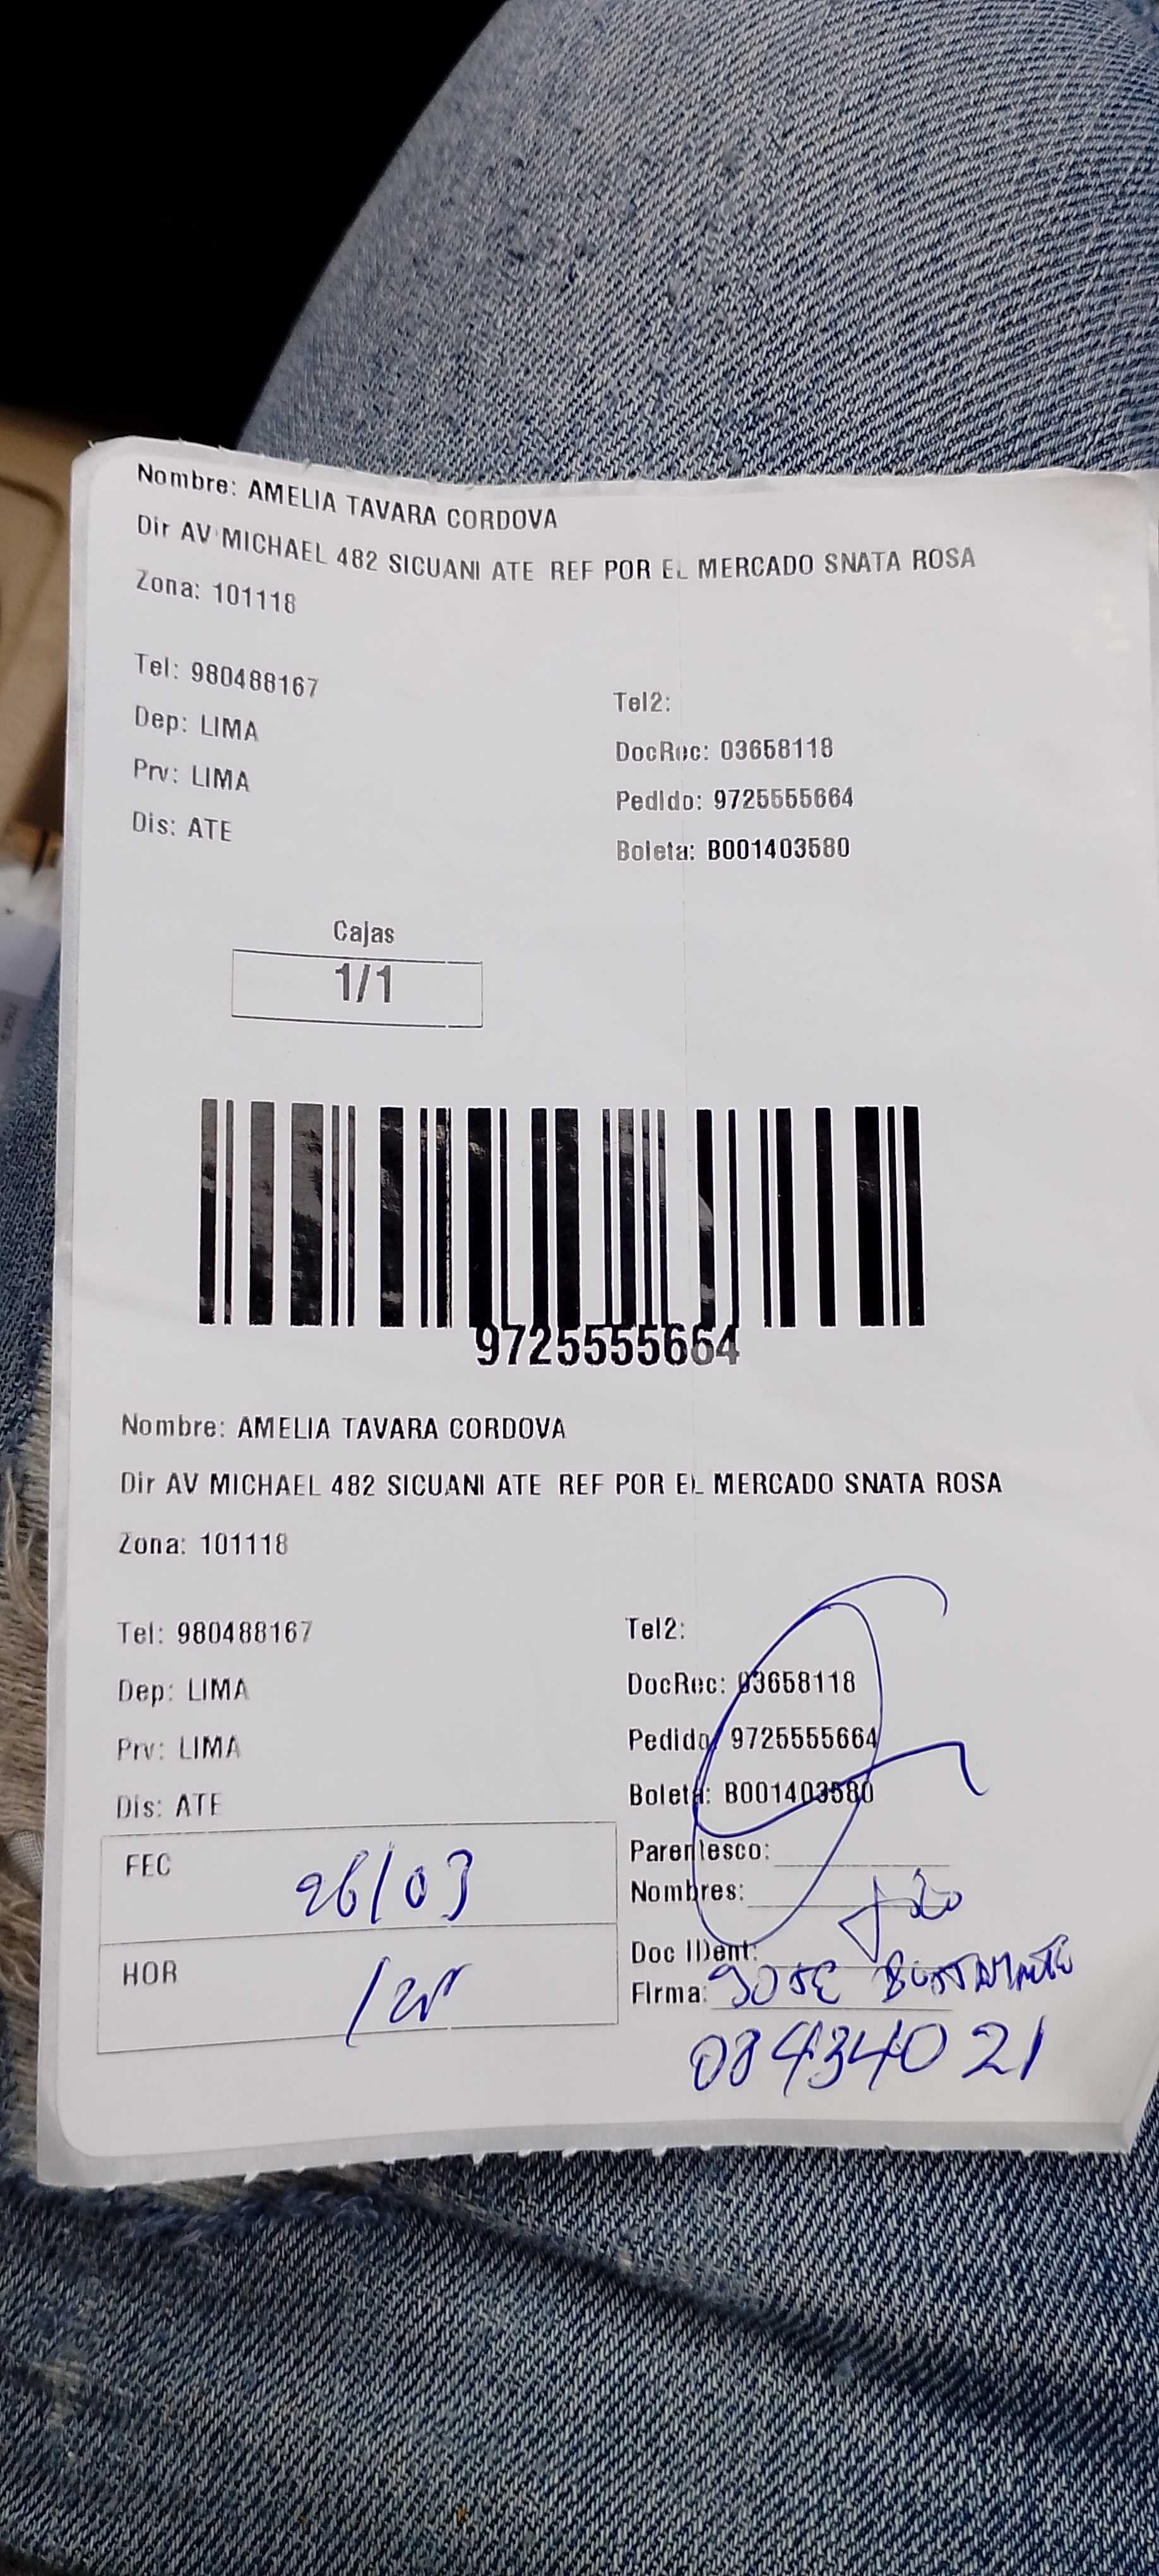 Nombre: AMELIA TAVARA CORDOVA
Dir AV MICHAEL 482 SICUANI ATE REF POR EL MERCADO SNATA ROSA
Zona: 101118
Tel: 980488167
Tel2:
Dep: LIMA
DocRec: 03658118
Prv: LIMA
Pedido: 9725555664
Dis: ATE
Boleta: B001403580
Cajas
1/1
9725555664
Nombre: AMELIA TAVARA CORDOVA
Dir AV MICHAEL 482 SICUANI ATE REF POR EL MERCADO SNATA ROSA
Zona: 101118
Tel: 980488167
Tel2:
Dep: LIMA
DocRec: 03658118
Prv: LIMA
Pedido: 9725555664
Dis: ATE
Boleta: B001403580
FEC 26/03
Parentesco:
Nombres:
HOR
Doc IDent:
Firma: JOSE
08434021